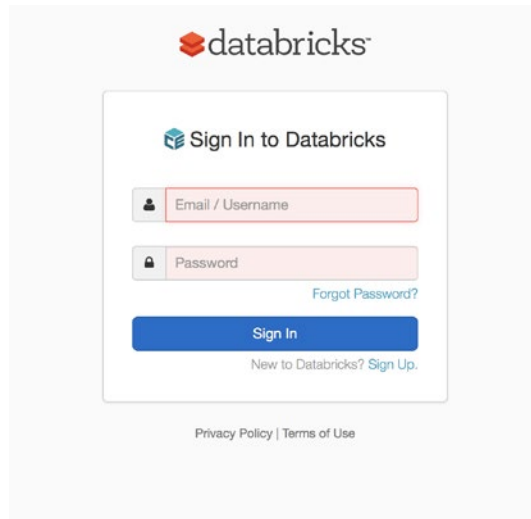 databricks™
Sign In to Databricks
Email / Username
Password
Forgot Password?
Sign In
New to Databricks? Sign Up.
Privacy Policy | Terms of Use